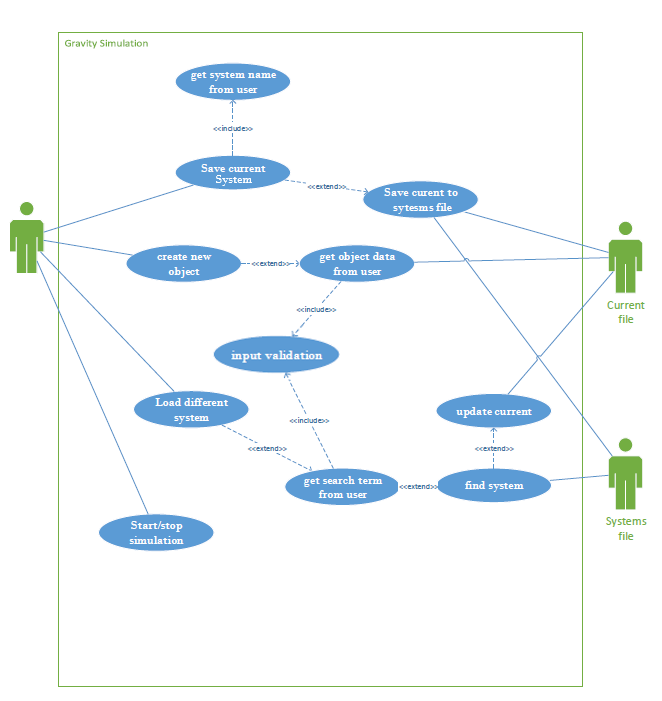 Gravity Simulation
get system name
from user
<<include>>
Save current
System
<<extend>>
Save curent to
sytesms file
create new
object
<<extend>>
get object data
from user
Current
file
<<include>>
input validation
Load different
system
<<include>>
update current
<<extend>>
<<extend>>
get search term
from user
<<extend>>
find system
Systems
file
Start/stop
simulation